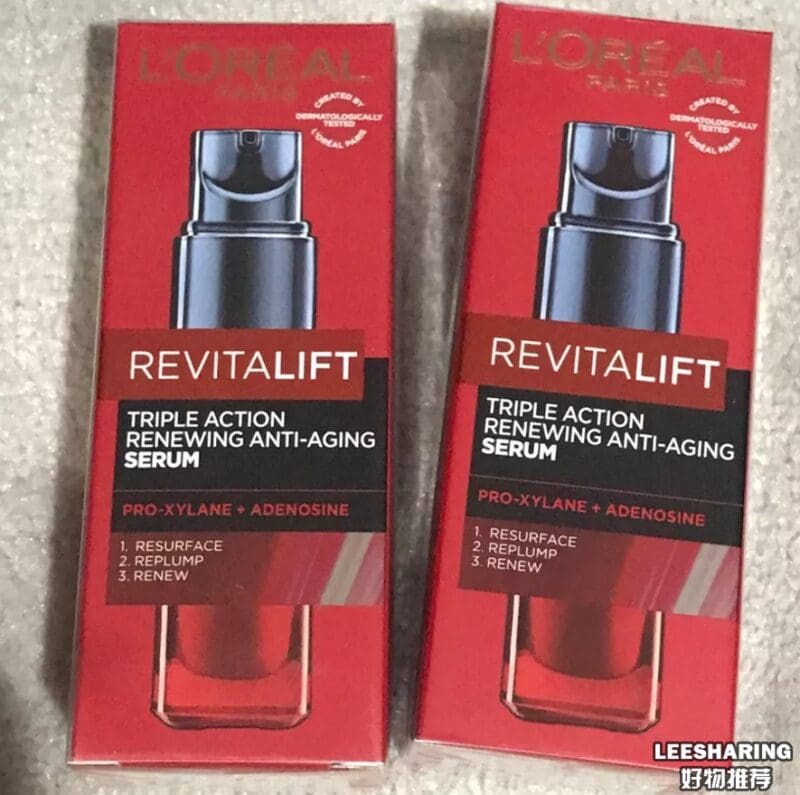 L'ORÉAL
PARIS
CREATED BY
DERMATOLOGICALLY
TESTED
L'ORÉAL PARIS
REVITALIFT
TRIPLE ACTION
RENEWING ANTI-AGING
SERUM
PRO-XYLANE + ADENOSINE
1. RESURFACE
2. REPLUMP
3. RENEW
L'ORÉAL
PARIS
CREATED BY
DERMATOLOGICALLY
TESTED
L'ORÉAL PARIS
REVITALIFT
TRIPLE ACTION
RENEWING ANTI-AGING
SERUM
PRO-XYLANE + ADENOSINE
1. RESURFACE
2. REPLUMP
3. RENEW
LEESHARING
好物推荐